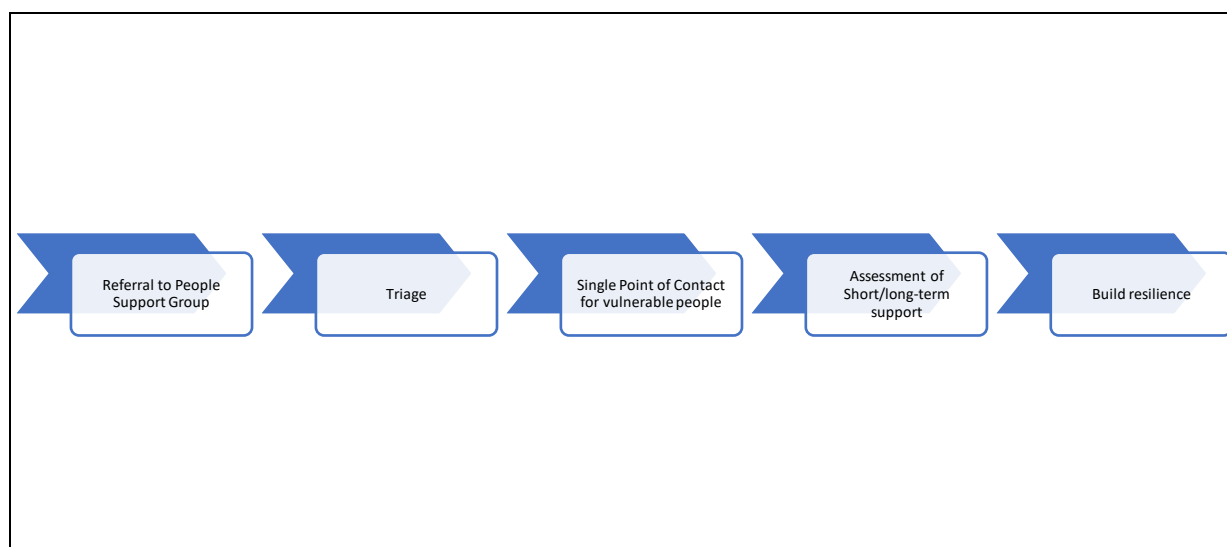 Referral to People
Support Group
Triage
Single Point of Contact
for vulnerable people
Assessment of
Short/long-term
support
Build resilience